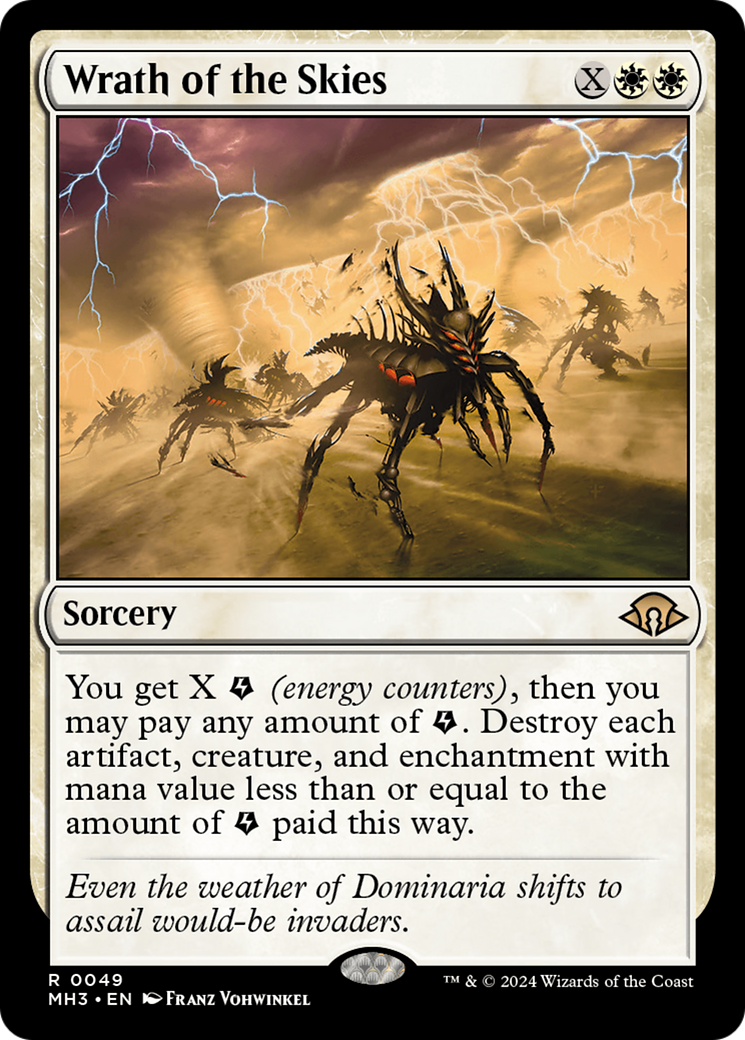 Wrath of the Skies X
Sorcery
You get X (energy counters), then you
may pay any amount of . Destroy each
artifact, creature, and enchantment with
mana value less than or equal to the
amount of paid this way.
Even the weather of Dominaria shifts to
assail would-be invaders.
R 0049
MH3 • EN Franz Vohwinkel
™ & © 2024 Wizards of the Coast